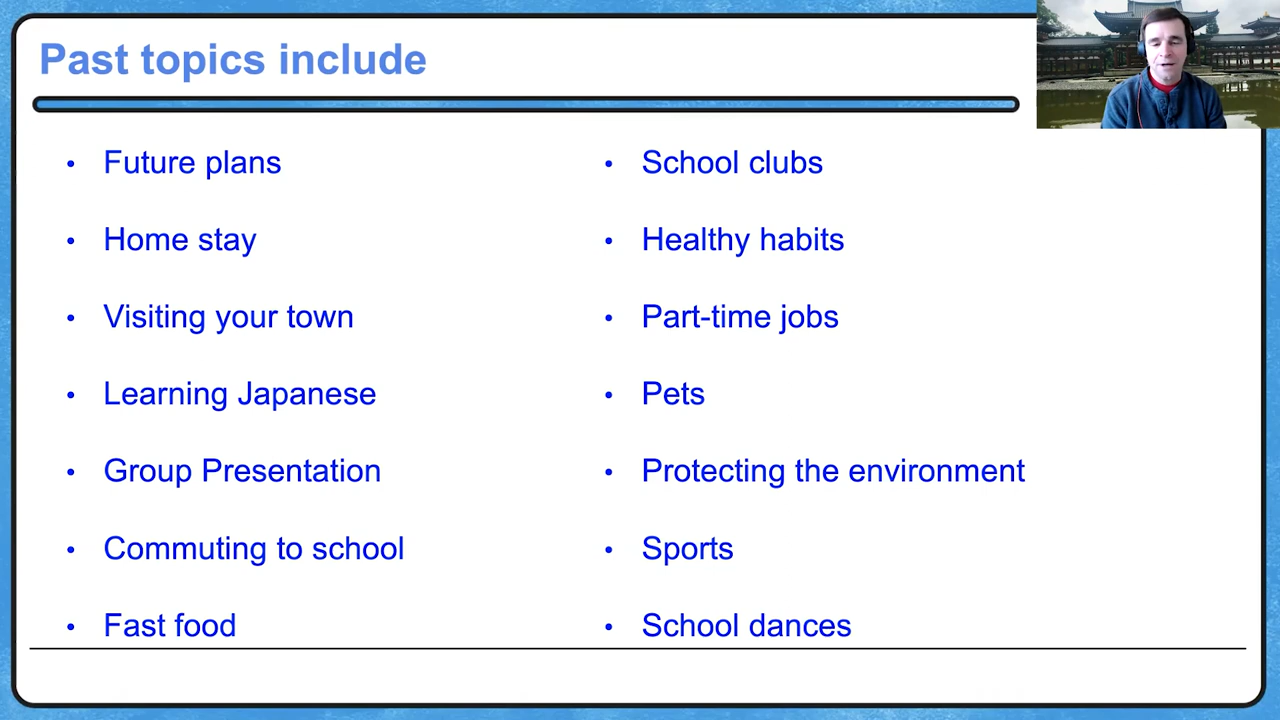 Past topics include
• Future plans
• Home stay
• Visiting your town
• Learning Japanese
• Group Presentation
• Commuting to school
• Fast food
• School clubs
• Healthy habits
• Part-time jobs
• Pets
• Protecting the environment
• Sports
• School dances